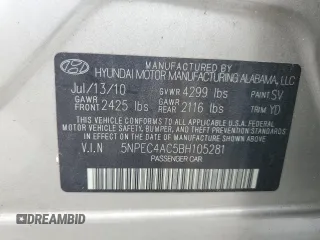 MANUFACTURED BY
HYUNDAI MOTOR MANUFACTURING ALABAMA, LLC
Jul/13/10 GVWR 4299 lbs PAINT SV
GAWR FRONT 2425 lbs GAWR REAR 2116 lbs TRIM YD
THIS VEHICLE CONFORMS TO ALL APPLICABLE U.S.A. FEDERAL
MOTOR VEHICLE SAFETY, BUMPER, AND THEFT PREVENTION
STANDARDS IN EFFECT ON THE DATE OF MANUFACTURE SHOWN ABOVE.
V.I.N 5NPEC4AC5BH105281
PASSENGER CAR
FORBIDDEN